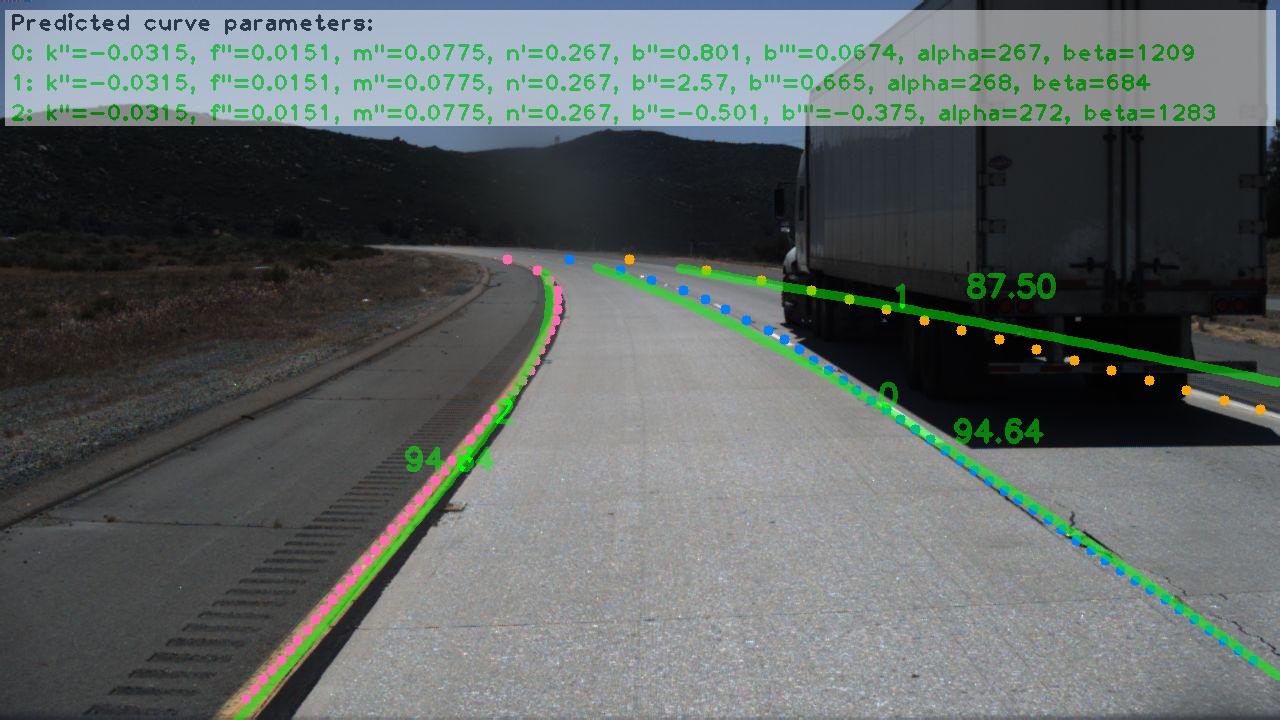 Predicted curve parameters:
0: k''=-0.0315, f''=0.0151, m''=0.0775, n'=0.267, b''=0.801, b'''=0.0674, alpha=267, beta=1209
1: k''=-0.0315, f''=0.0151, m''=0.0775, n'=0.267, b''=2.57, b'''=0.665, alpha=268, beta=684
2: k''=-0.0315, f''=0.0151, m''=0.0775, n'=0.267, b''=-0.501, b'''=-0.375, alpha=272, beta=1283
1 87.50
0
94.64
2
94.64